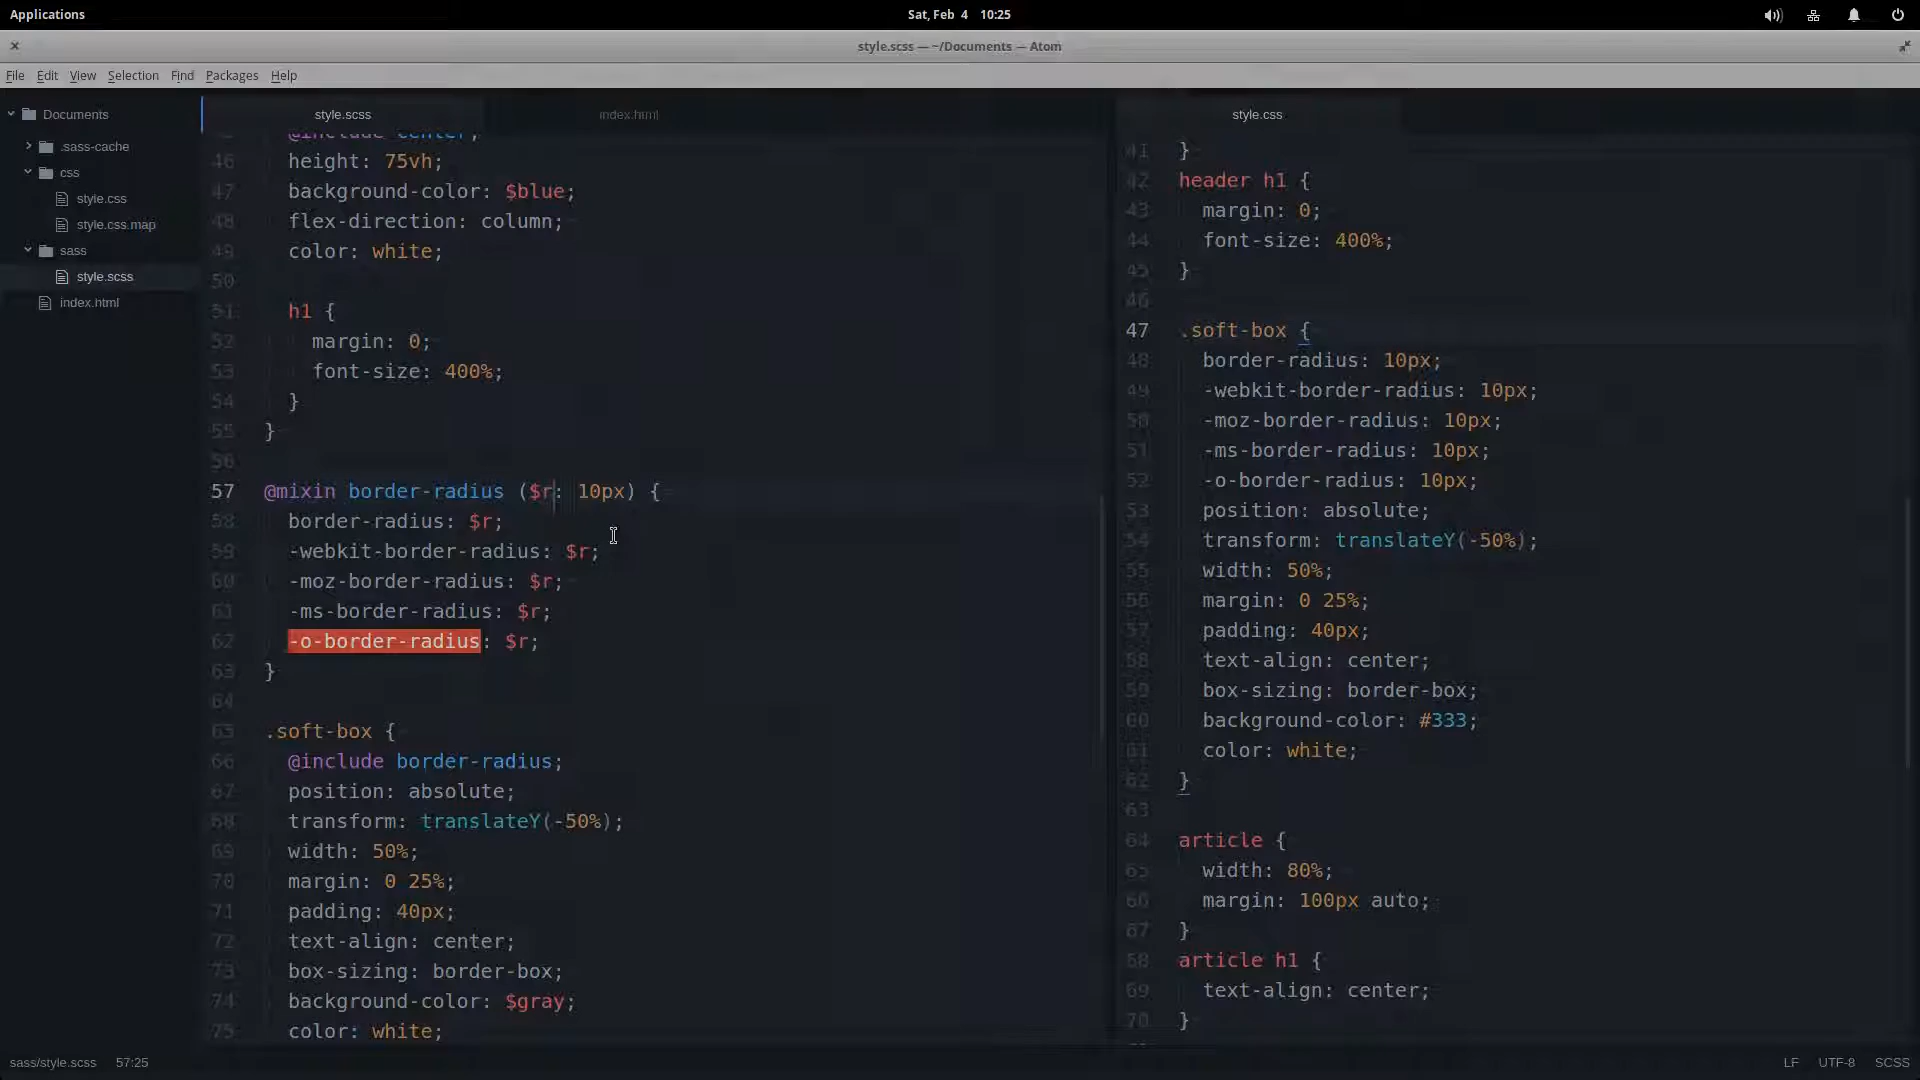 Applications
Sat, Feb 4 10:25
style.scss — ~/Documents — Atom
File Edit View Selection Find Packages Help
Documents
.sass-cache
css
style.css
style.css.map
sass
style.scss
index.html
style.scss
index.html
@include center;
46 height: 75vh;
47 background-color: $blue;
48 flex-direction: column;
49 color: white;
50
51 h1 {
52 margin: 0;
53 font-size: 400%;
54 }
55 }
56
57 @mixin border-radius ($r: 10px) {
58 border-radius: $r;
59 -webkit-border-radius: $r;
60 -moz-border-radius: $r;
61 -ms-border-radius: $r;
62 -o-border-radius: $r;
63 }
64
65 .soft-box {
66 @include border-radius;
67 position: absolute;
68 transform: translateY(-50%);
69 width: 50%;
70 margin: 0 25%;
71 padding: 40px;
72 text-align: center;
73 box-sizing: border-box;
74 background-color: $gray;
75 color: white;
style.css
41 }
42 header h1 {
43 margin: 0;
44 font-size: 400%;
45 }
46
47 .soft-box {
48 border-radius: 10px;
49 -webkit-border-radius: 10px;
50 -moz-border-radius: 10px;
51 -ms-border-radius: 10px;
52 -o-border-radius: 10px;
53 position: absolute;
54 transform: translateY(-50%);
55 width: 50%;
56 margin: 0 25%;
57 padding: 40px;
58 text-align: center;
59 box-sizing: border-box;
60 background-color: #333;
61 color: white;
62 }
63
64 article {
65 width: 80%;
66 margin: 100px auto;
67 }
68 article h1 {
69 text-align: center;
70 }
sass/style.scss 57:25
LF UTF-8 SCSS